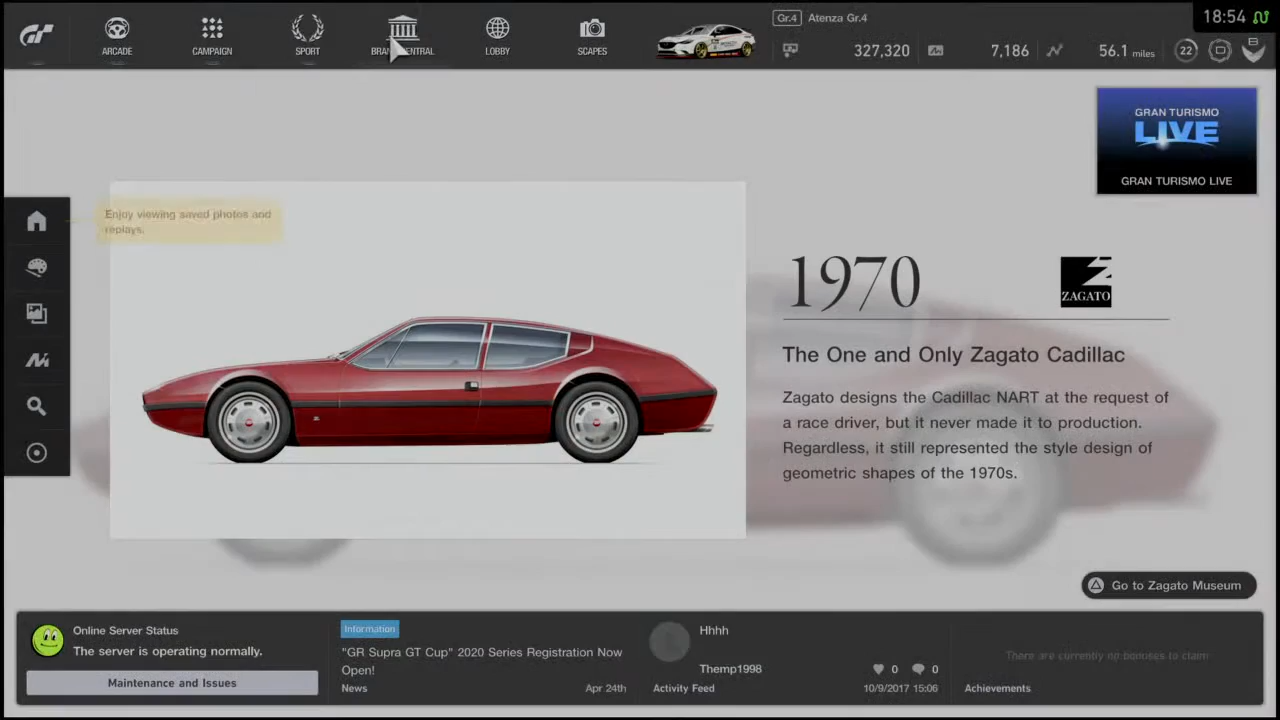 GT
ARCADE
CAMPAIGN
SPORT
BRAND CENTRAL
LOBBY
SCAPES
Gr.4 Atenza Gr.4
327,320
7,186
56.1 miles
22
18:54
GRAN TURISMO
LIVE
GRAN TURISMO LIVE
Enjoy viewing saved photos and
replays.
1970
ZAGATO
The One and Only Zagato Cadillac
Zagato designs the Cadillac NART at the request of
a race driver, but it never made it to production.
Regardless, it still represented the style design of
geometric shapes of the 1970s.
Go to Zagato Museum
Online Server Status
The server is operating normally.
Maintenance and Issues
Information
"GR Supra GT Cup" 2020 Series Registration Now
Open!
News Apr 24th
Hhhh
Themp1998
0 0
Activity Feed 10/9/2017 15:06
There are currently no bonuses to claim
Achievements